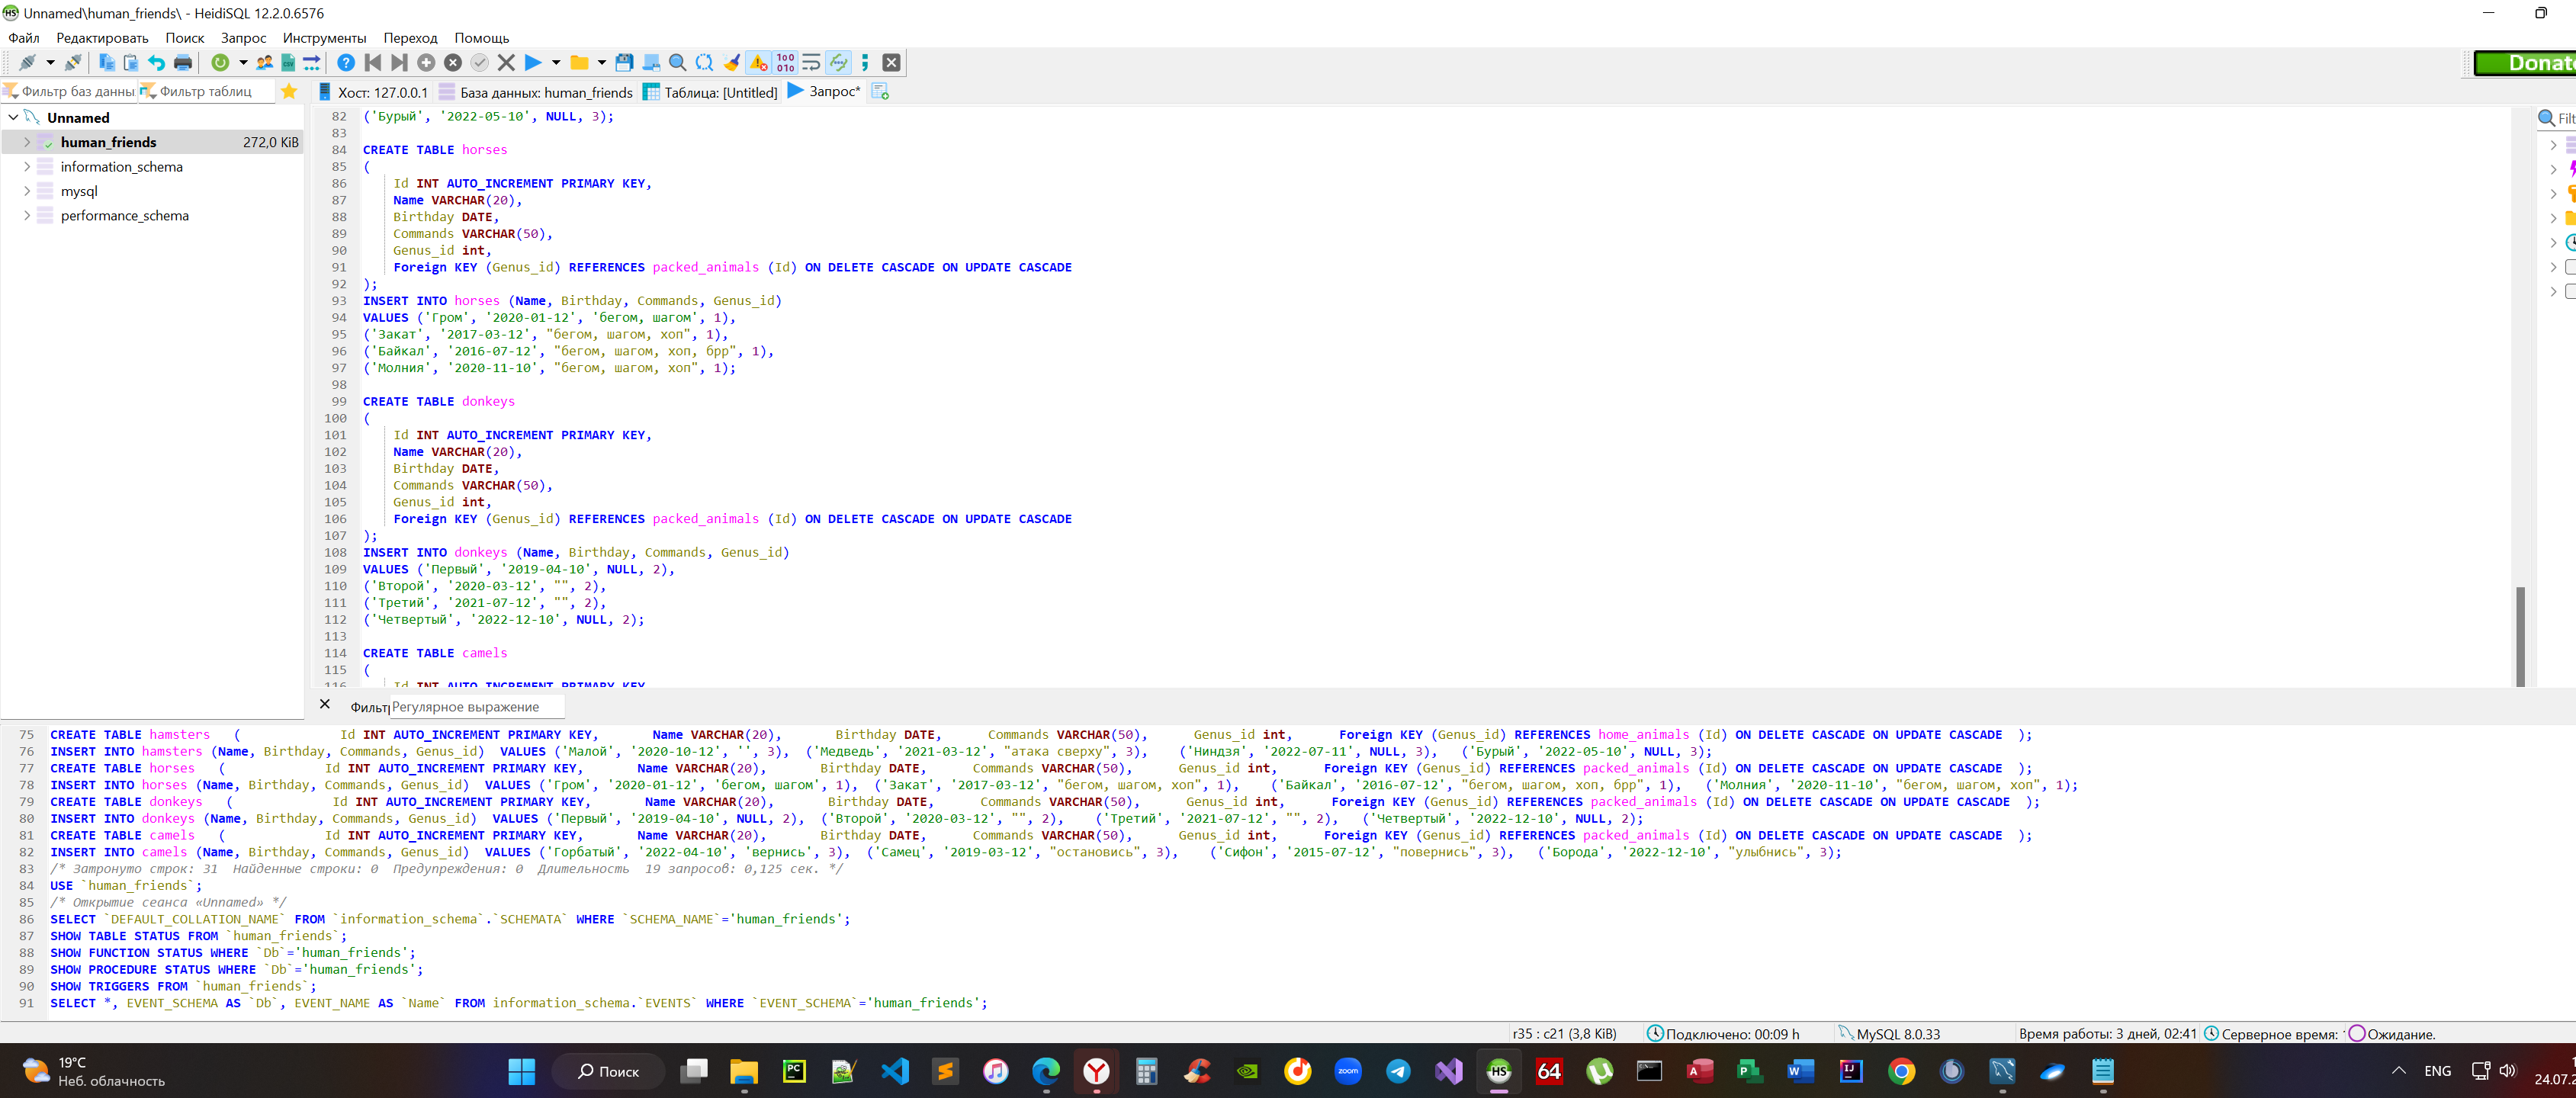 Unnamed\human_friends\ - HeidiSQL 12.2.0.6576
Файл Редактировать Поиск Запрос Инструменты Переход Помощь
Donate
Фильтр баз данны Фильтр таблиц
Хост: 127.0.0.1 База данных: human_friends Таблица: [Untitled] Запрос*
Unnamed
human_friends 272,0 KiB
information_schema
mysql
performance_schema
Filt
82 ('Бурый', '2022-05-10', NULL, 3);
83
84 CREATE TABLE horses
85 (
86 Id INT AUTO_INCREMENT PRIMARY KEY,
87 Name VARCHAR(20),
88 Birthday DATE,
89 Commands VARCHAR(50),
90 Genus_id int,
91 Foreign KEY (Genus_id) REFERENCES packed_animals (Id) ON DELETE CASCADE ON UPDATE CASCADE
92 );
93 INSERT INTO horses (Name, Birthday, Commands, Genus_id)
94 VALUES ('Гром', '2020-01-12', 'бегом, шагом', 1),
95 ('Закат', '2017-03-12', "бегом, шагом, хоп", 1),
96 ('Байкал', '2016-07-12', "бегом, шагом, хоп, брр", 1),
97 ('Молния', '2020-11-10', "бегом, шагом, хоп", 1);
98
99 CREATE TABLE donkeys
100 (
101 Id INT AUTO_INCREMENT PRIMARY KEY,
102 Name VARCHAR(20),
103 Birthday DATE,
104 Commands VARCHAR(50),
105 Genus_id int,
106 Foreign KEY (Genus_id) REFERENCES packed_animals (Id) ON DELETE CASCADE ON UPDATE CASCADE
107 );
108 INSERT INTO donkeys (Name, Birthday, Commands, Genus_id)
109 VALUES ('Первый', '2019-04-10', NULL, 2),
110 ('Второй', '2020-03-12', "", 2),
111 ('Третий', '2021-07-12', "", 2),
112 ('Четвертый', '2022-12-10', NULL, 2);
113
114 CREATE TABLE camels
115 (
116 Id INT AUTO_INCREMENT PRIMARY KEY,
Фильтр Регулярное выражение
75 CREATE TABLE hamsters ( Id INT AUTO_INCREMENT PRIMARY KEY, Name VARCHAR(20), Birthday DATE, Commands VARCHAR(50), Genus_id int, Foreign KEY (Genus_id) REFERENCES home_animals (Id) ON DELETE CASCADE ON UPDATE CASCADE );
76 INSERT INTO hamsters (Name, Birthday, Commands, Genus_id) VALUES ('Малой', '2020-10-12', '', 3), ('Медведь', '2021-03-12', "атака сверху", 3), ('Ниндзя', '2022-07-11', NULL, 3), ('Бурый', '2022-05-10', NULL, 3);
77 CREATE TABLE horses ( Id INT AUTO_INCREMENT PRIMARY KEY, Name VARCHAR(20), Birthday DATE, Commands VARCHAR(50), Genus_id int, Foreign KEY (Genus_id) REFERENCES packed_animals (Id) ON DELETE CASCADE ON UPDATE CASCADE );
78 INSERT INTO horses (Name, Birthday, Commands, Genus_id) VALUES ('Гром', '2020-01-12', 'бегом, шагом', 1), ('Закат', '2017-03-12', "бегом, шагом, хоп", 1), ('Байкал', '2016-07-12', "бегом, шагом, хоп, брр", 1), ('Молния', '2020-11-10', "бегом, шагом, хоп", 1);
79 CREATE TABLE donkeys ( Id INT AUTO_INCREMENT PRIMARY KEY, Name VARCHAR(20), Birthday DATE, Commands VARCHAR(50), Genus_id int, Foreign KEY (Genus_id) REFERENCES packed_animals (Id) ON DELETE CASCADE ON UPDATE CASCADE );
80 INSERT INTO donkeys (Name, Birthday, Commands, Genus_id) VALUES ('Первый', '2019-04-10', NULL, 2), ('Второй', '2020-03-12', "", 2), ('Третий', '2021-07-12', "", 2), ('Четвертый', '2022-12-10', NULL, 2);
81 CREATE TABLE camels ( Id INT AUTO_INCREMENT PRIMARY KEY, Name VARCHAR(20), Birthday DATE, Commands VARCHAR(50), Genus_id int, Foreign KEY (Genus_id) REFERENCES packed_animals (Id) ON DELETE CASCADE ON UPDATE CASCADE );
82 INSERT INTO camels (Name, Birthday, Commands, Genus_id) VALUES ('Горбатый', '2022-04-10', 'вернись', 3), ('Самец', '2019-03-12', "остановись", 3), ('Сифон', '2015-07-12', "повернись", 3), ('Борода', '2022-12-10', "улыбнись", 3);
83 /* Затронуто строк: 31 Найденные строки: 0 Предупреждения: 0 Длительность 19 запросов: 0,125 сек. */
84 USE `human_friends`;
85 /* Открытие сеанса «Unnamed» */
86 SELECT `DEFAULT_COLLATION_NAME` FROM `information_schema`.`SCHEMATA` WHERE `SCHEMA_NAME`='human_friends';
87 SHOW TABLE STATUS FROM `human_friends`;
88 SHOW FUNCTION STATUS WHERE `Db`='human_friends';
89 SHOW PROCEDURE STATUS WHERE `Db`='human_friends';
90 SHOW TRIGGERS FROM `human_friends`;
91 SELECT *, EVENT_SCHEMA AS `Db`, EVENT_NAME AS `Name` FROM information_schema.`EVENTS` WHERE `EVENT_SCHEMA`='human_friends';
r35 : c21 (3,8 KiB) Подключено: 00:09 h MySQL 8.0.33 Время работы: 3 дней, 02:41 Серверное время: Ожидание.
19°C
Неб. облачность
Поиск
zoom
64
ENG
24.07.2